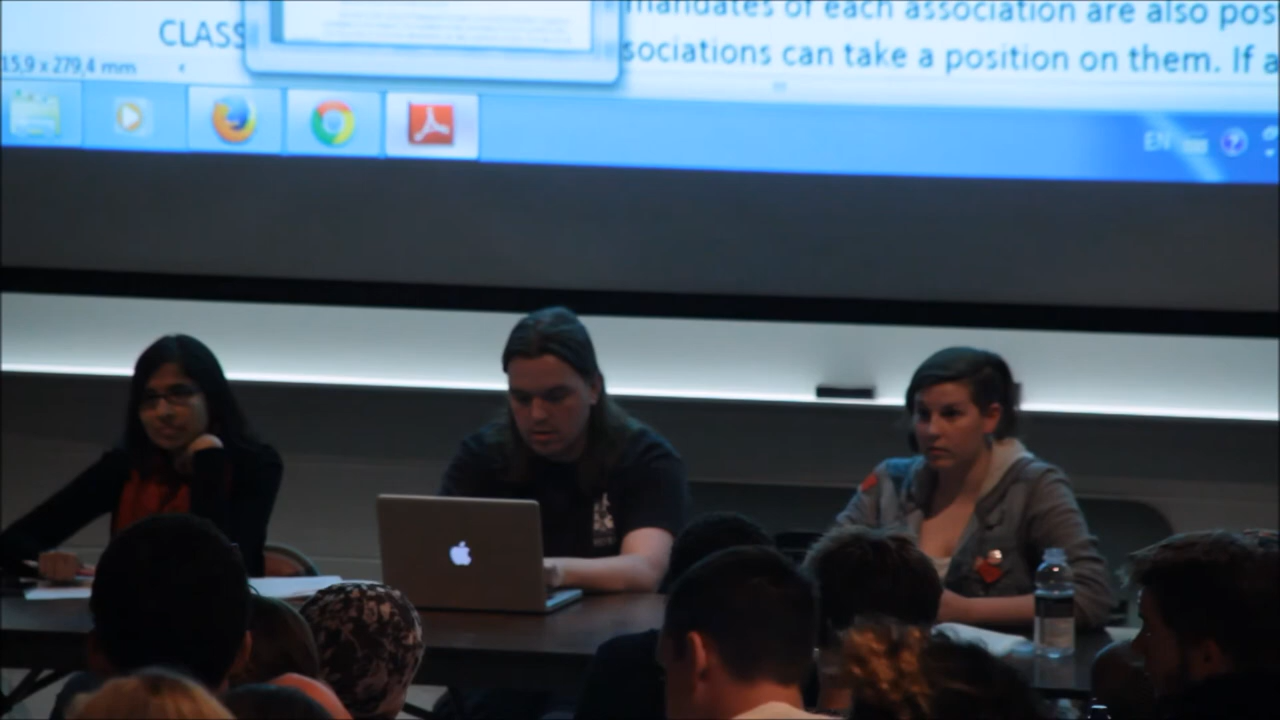 mandates of each association are also pos
CLASS
sociations can take a position on them. If a
15,9 x 279,4 mm
EN